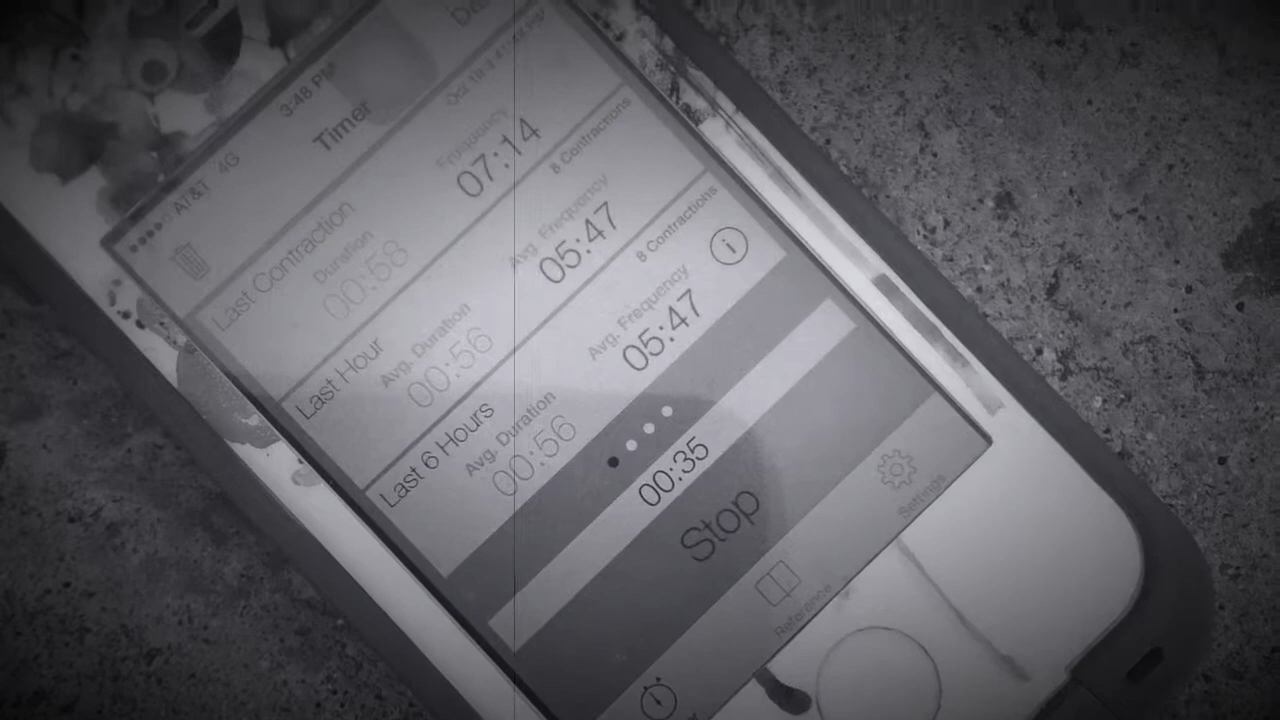 AT&T 4G 3:48 PM
Timer
Last Contraction
Duration Frequency
00:58 07:14
Last Hour 8 Contractions
Avg. Duration Avg. Frequency
00:56 05:47
Last 6 Hours 8 Contractions
Avg. Duration Avg. Frequency
00:56 05:47
00:35
Stop
Reference Settings